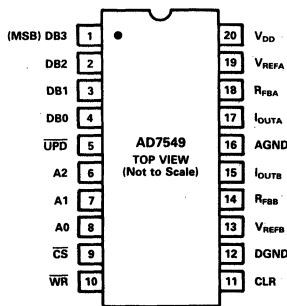 (MSB) DB3 1 20 VDD
DB2 2 19 VREFA
DB1 3 18 RFBA
DB0 4 17 IOUTA
UPD 5 AD7549 16 AGND
A2 6 TOP VIEW 15 IOUTB
A1 7 (Not to Scale) 14 RFBB
A0 8 13 VREFB
CS 9 12 DGND
WR 10 11 CLR